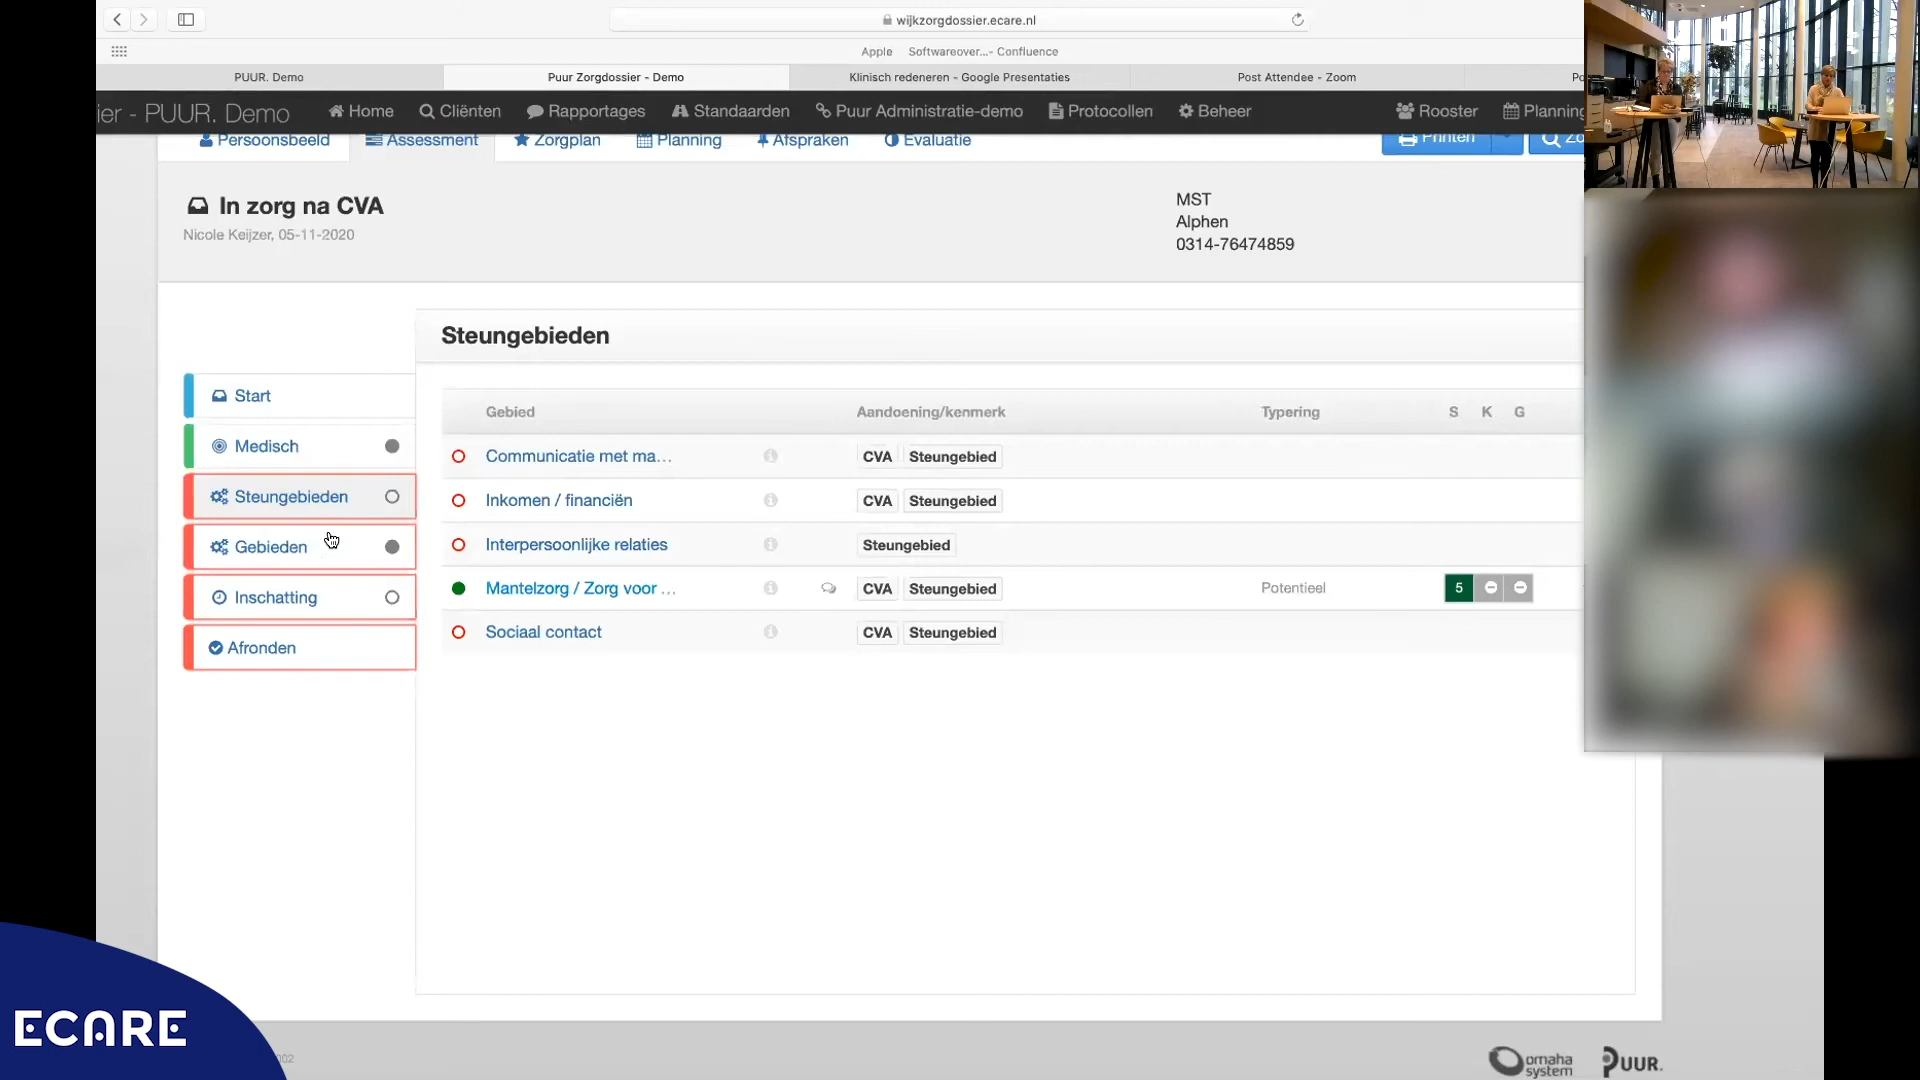 wijkzorgdossier.ecare.nl
Apple Softwareover...- Confluence
PUUR. Demo Puur Zorgdossier - Demo Klinisch redeneren - Google Presentaties Post Attendee - Zoom
ier - PUUR. Demo Home Cliënten Rapportages Standaarden Puur Administratie-demo Protocollen Beheer Rooster Planning
Persoonsbeeld Assessment Zorgplan Planning Afspraken Evaluatie Printen
In zorg na CVA
Nicole Keijzer, 05-11-2020
MST
Alphen
0314-76474859
Steungebieden
Start
Medisch
Steungebieden
Gebieden
Inschatting
Afronden
Gebied Aandoening/kenmerk Typering S K G
Communicatie met ma... CVA Steungebied
Inkomen / financiën CVA Steungebied
Interpersoonlijke relaties Steungebied
Mantelzorg / Zorg voor ... CVA Steungebied Potentieel 5
Sociaal contact CVA Steungebied
ECARE
omaha
system
PUUR.